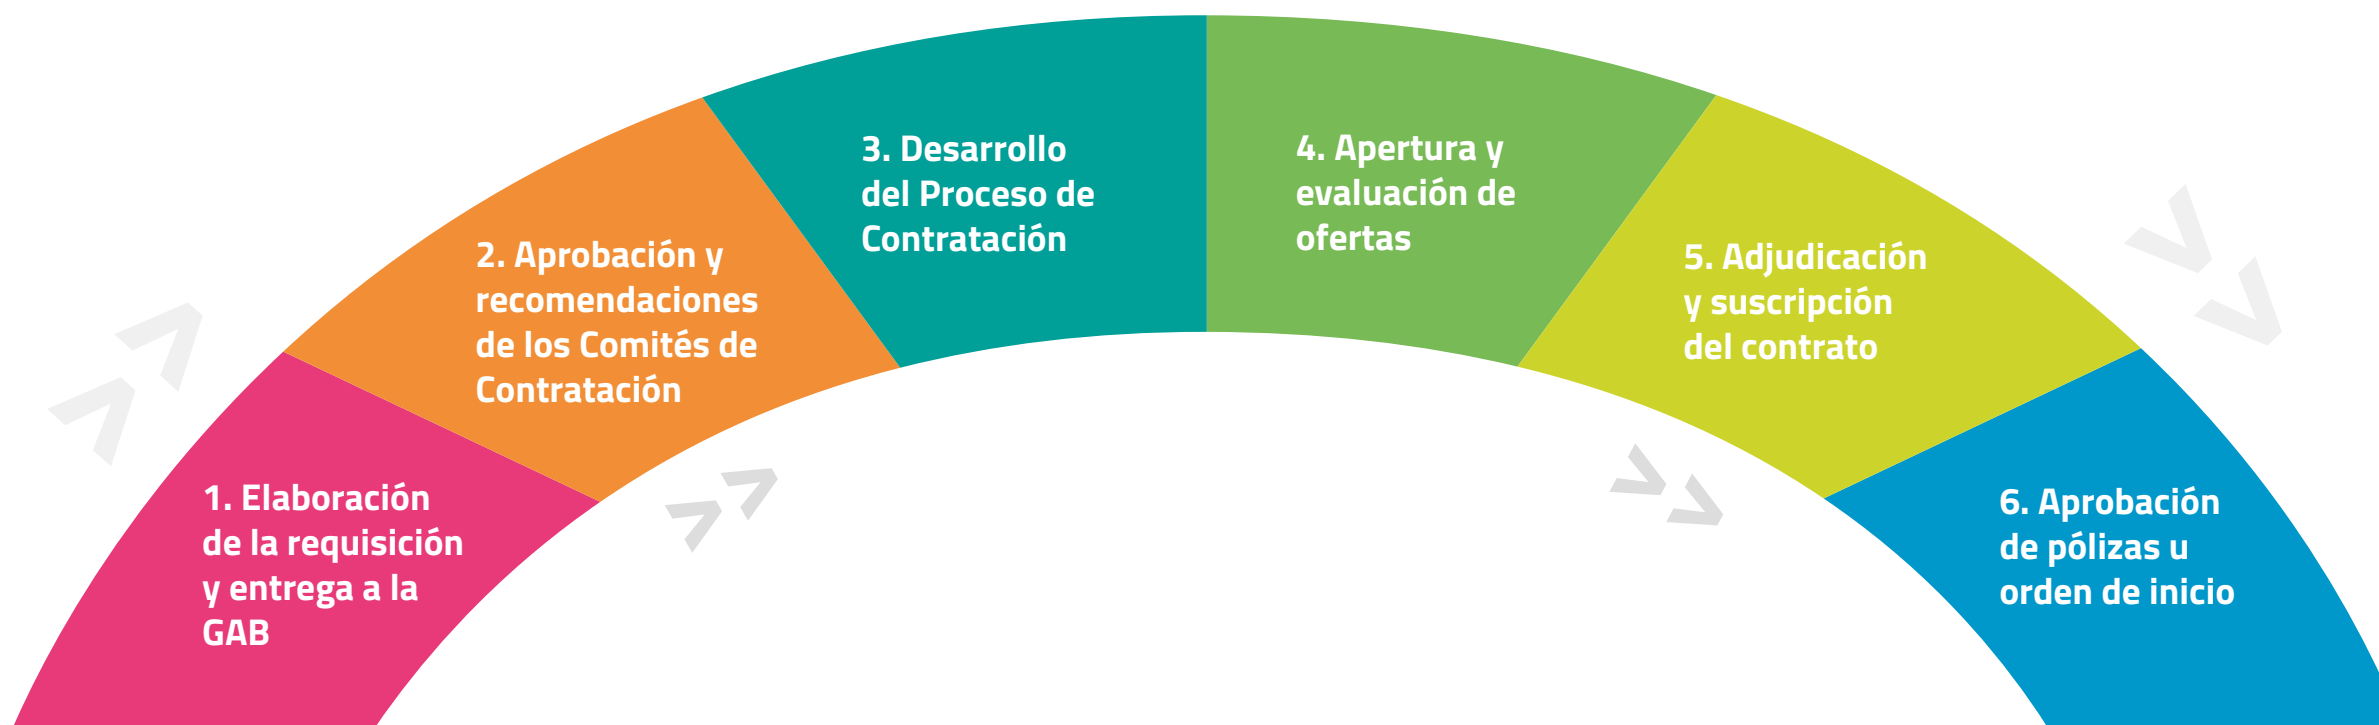 1. Elaboración
de la requisición
y entrega a la
GAB
2. Aprobación y
recomendaciones
de los Comités de
Contratación
3. Desarrollo
del Proceso de
Contratación
4. Apertura y
evaluación de
ofertas
5. Adjudicación
y suscripción
del contrato
6. Aprobación
de pólizas u
orden de inicio